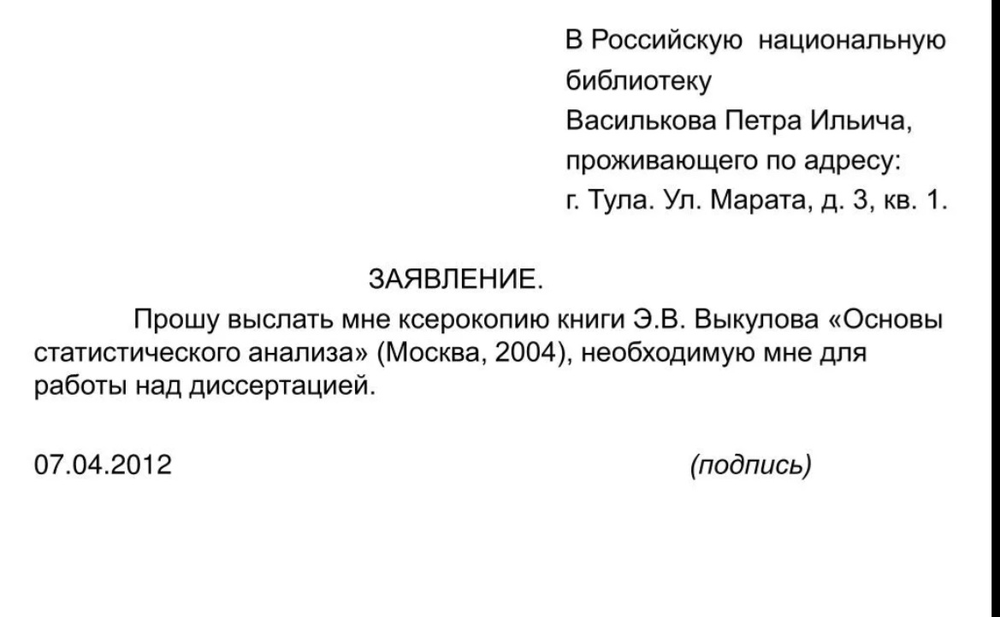 В Российскую национальную
библиотеку
Василькова Петра Ильича,
проживающего по адресу:
г. Тула. Ул. Марата, д. 3, кв. 1.
ЗАЯВЛЕНИЕ.
Прошу выслать мне ксерокопию книги Э.В. Выкулова «Основы
статистического анализа» (Москва, 2004), необходимую мне для
работы над диссертацией.
07.04.2012 (подпись)